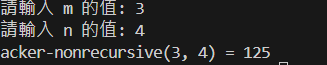 請輸入 m 的值: 3
請輸入 n 的值: 4
acker-nonrecursive(3, 4) = 125